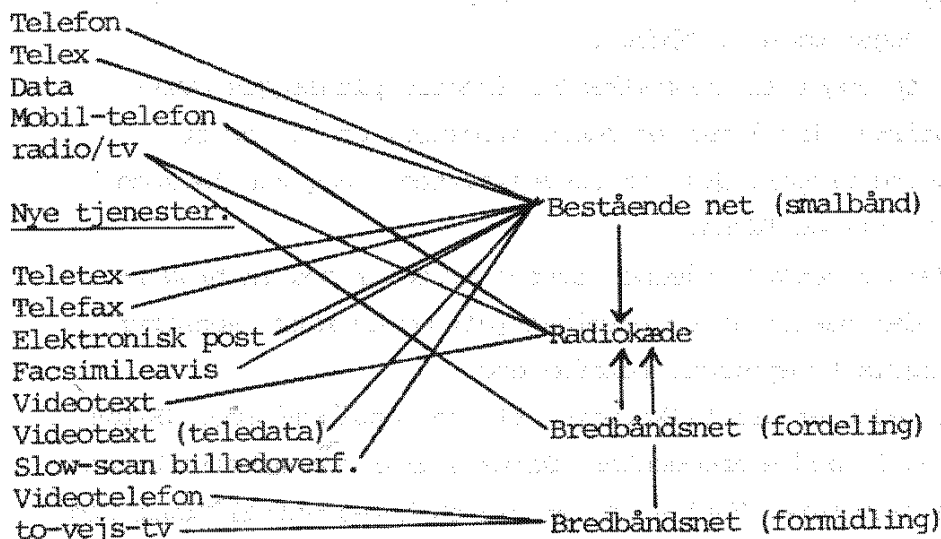 Telefon
Telex
Data
Mobil-telefon
radio/tv
Nye tjenester:
Teletex
Telefax
Elektronisk post
Facsimileavis
Videotext
Videotext (teledata)
Slow-scan billedoverf.
Videotelefon
to-vejs-tv
Bestående net (smalbånd)
Radiokæde
Bredbåndsnet (fordeling)
Bredbåndsnet (formidling)